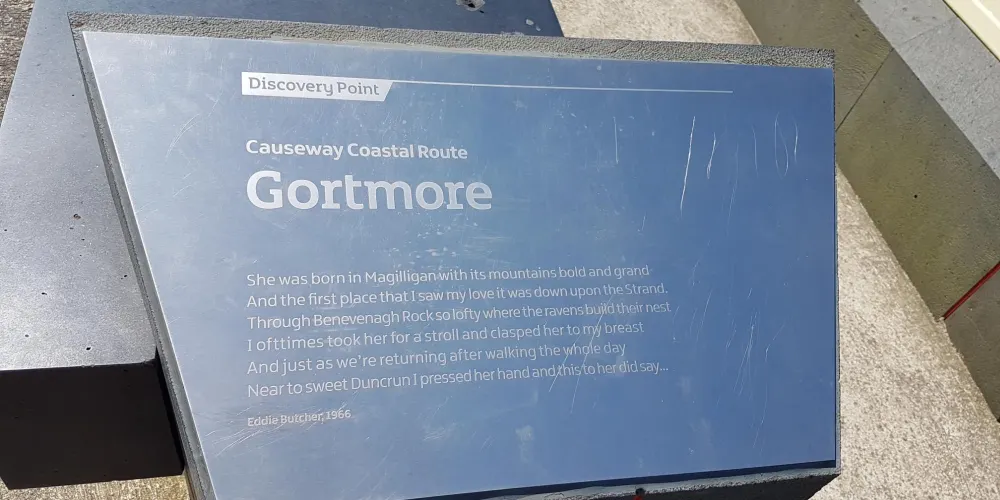 Discovery Point
Causeway Coastal Route
Gortmore
She was born in Magilligan with its mountains bold and grand
And the first place that I saw my love it was down upon the Strand.
Through Benevenagh Rock so lofty where the ravens build their nest
I ofttimes took her for a stroll and clasped her to my breast
And just as we're returning after walking the whole day
Near to sweet Duncrun I pressed her hand and this to her did say...
Eddie Butcher, 1966